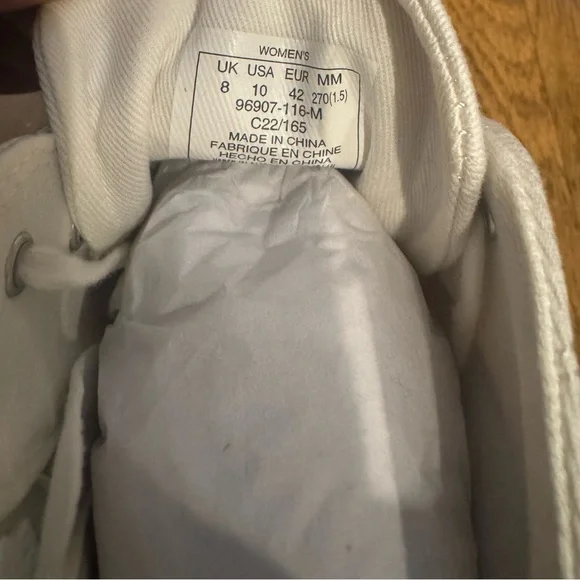 WOMEN'S
UK USA EUR MM
8 10 42 270(1.5)
96907-116-M
C22/165
MADE IN CHINA
FABRIQUE EN CHINE
HECHO EN CHINA